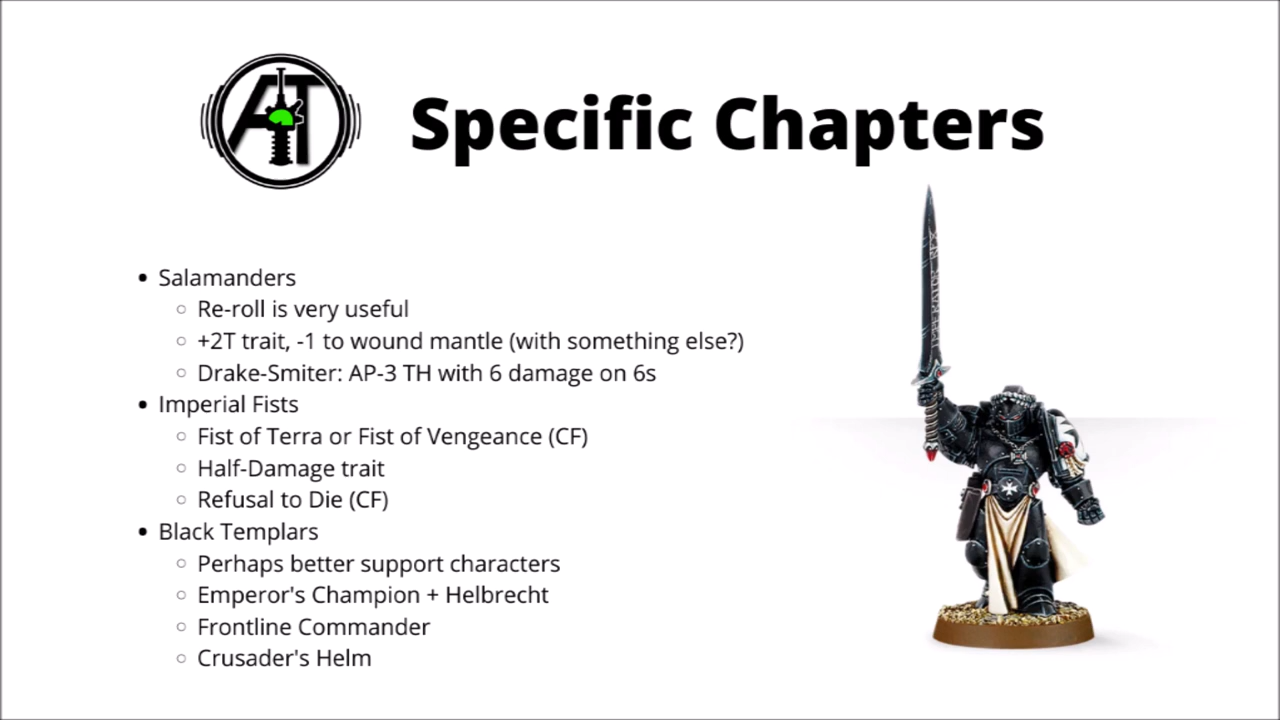 AT
Specific Chapters
• Salamanders
○ Re-roll is very useful
○ +2T trait, -1 to wound mantle (with something else?)
○ Drake-Smiter: AP-3 TH with 6 damage on 6s
• Imperial Fists
○ Fist of Terra or Fist of Vengeance (CF)
○ Half-Damage trait
○ Refusal to Die (CF)
• Black Templars
○ Perhaps better support characters
○ Emperor's Champion + Helbrecht
○ Frontline Commander
○ Crusader's Helm
IMPERATOR REX